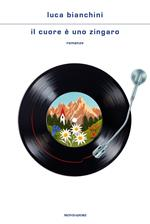 luca bianchini
il cuore è uno zingaro
romanzo
MONDADORI